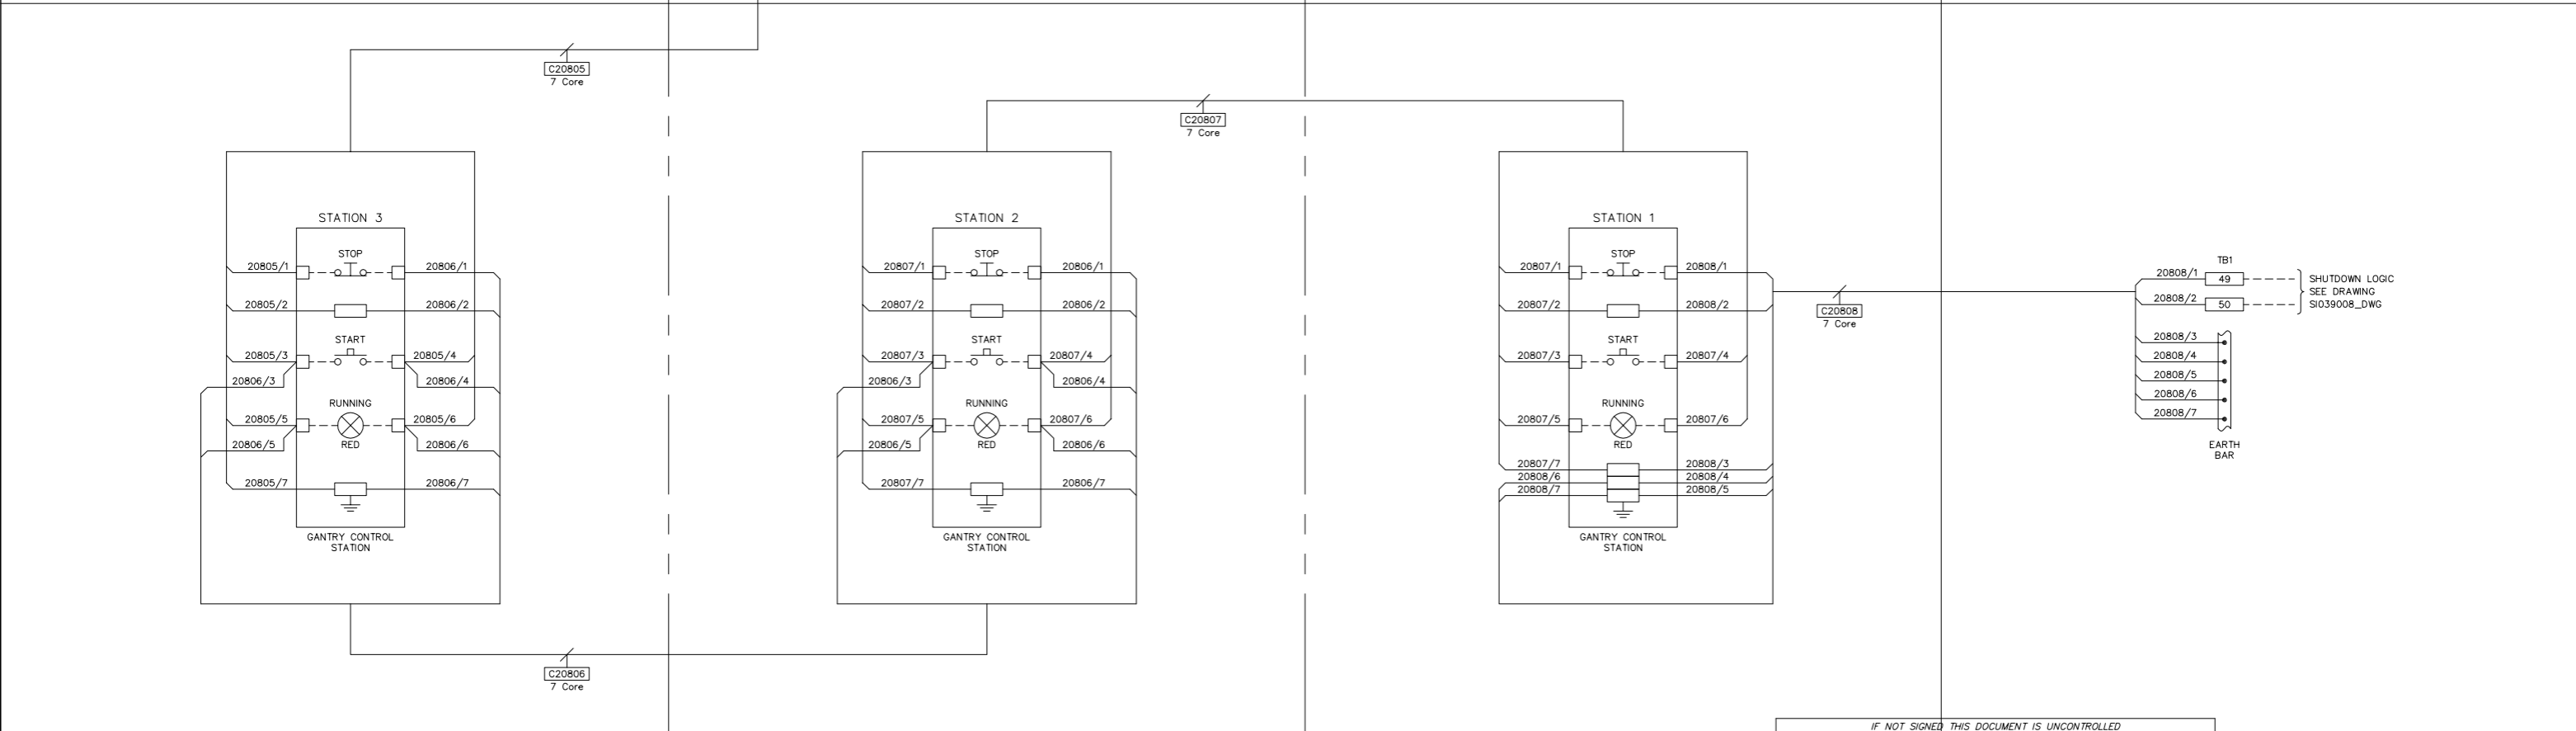 C20805
7 Core
C20807
7 Core
STATION 3
STOP
20805/1
20806/1
20805/2
20806/2
START
20805/3
20805/4
20806/3
20806/4
RUNNING
20805/5
20805/6
RED
20806/5
20806/6
20805/7
20806/7
GANTRY CONTROL
STATION
C20806
7 Core
STATION 2
STOP
20807/1
20806/1
20807/2
20806/2
START
20807/3
20807/4
20806/3
20806/4
RUNNING
20807/5
20807/6
RED
20806/5
20806/6
20807/7
20806/7
GANTRY CONTROL
STATION
STATION 1
STOP
20807/1
20808/1
20807/2
20808/2
START
20807/3
20807/4
RUNNING
20807/5
20807/6
RED
20807/7
20808/3
20808/6
20808/4
20808/7
20808/5
GANTRY CONTROL
STATION
C20808
7 Core
TB1
20808/1
49
20808/2
50
SHUTDOWN LOGIC
SEE DRAWING
SI039008_DWG
20808/3
20808/4
20808/5
20808/6
20808/7
EARTH
BAR
IF NOT SIGNED THIS DOCUMENT IS UNCONTROLLED